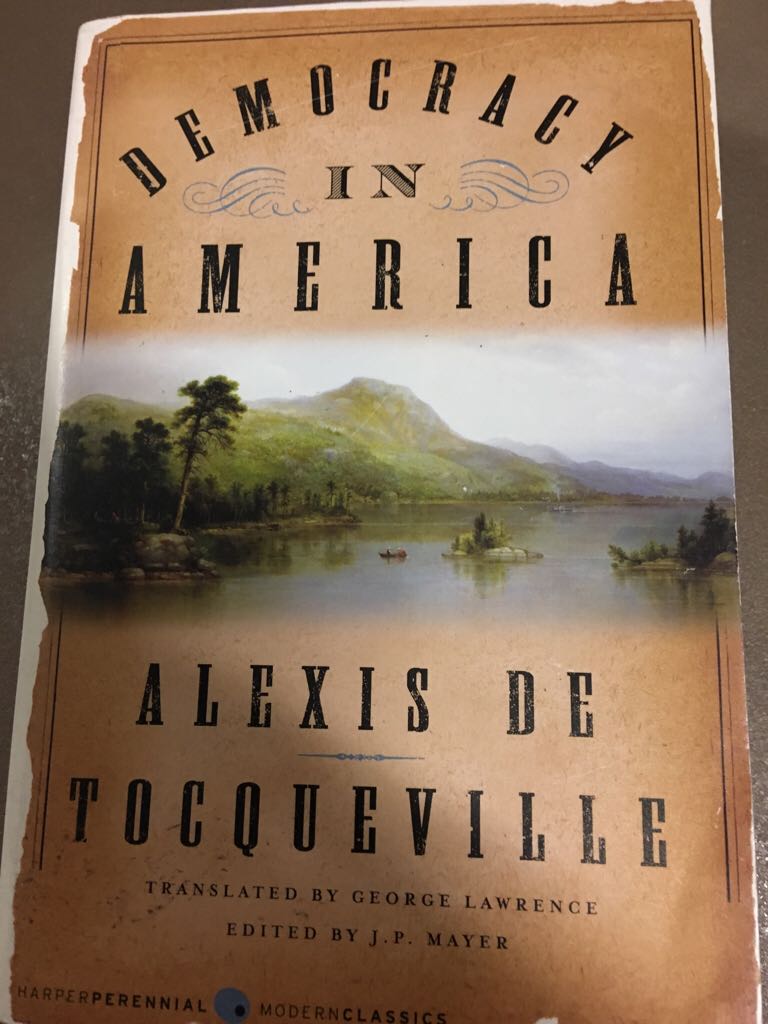 DEMOCRACY
IN
AMERICA
ALEXIS DE
TOCQUEVILLE
TRANSLATED BY GEORGE LAWRENCE
EDITED BY J.P. MAYER
HARPERPERENNIAL MODERNCLASSICS